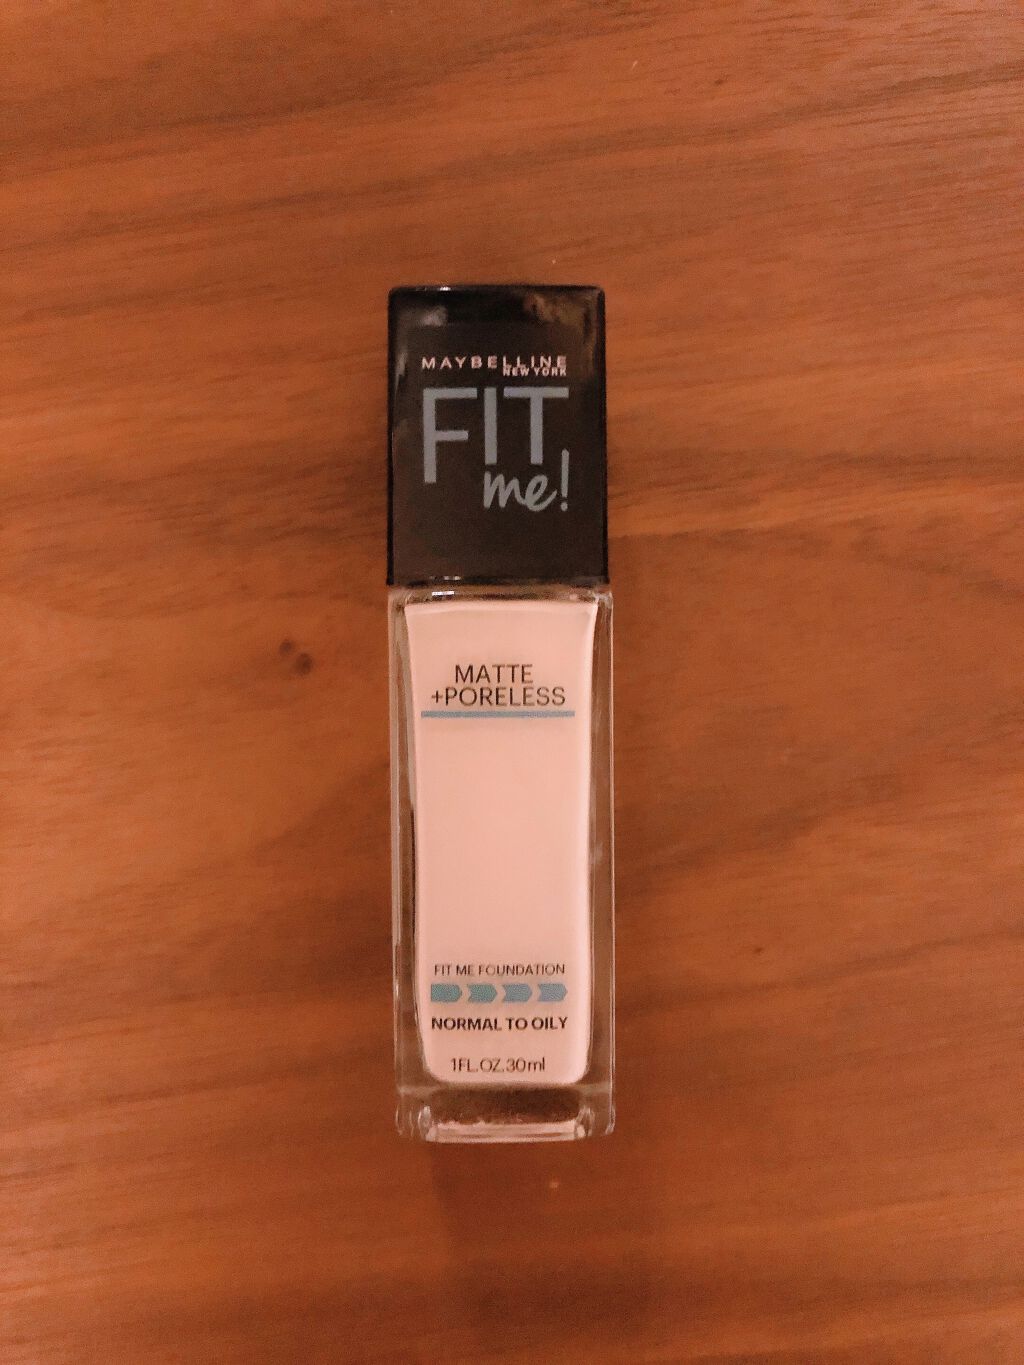 MAYBELLINE
NEW YORK
FIT
me!
MATTE
+PORELESS
FIT ME FOUNDATION
NORMAL TO OILY
1FL.OZ.30ml